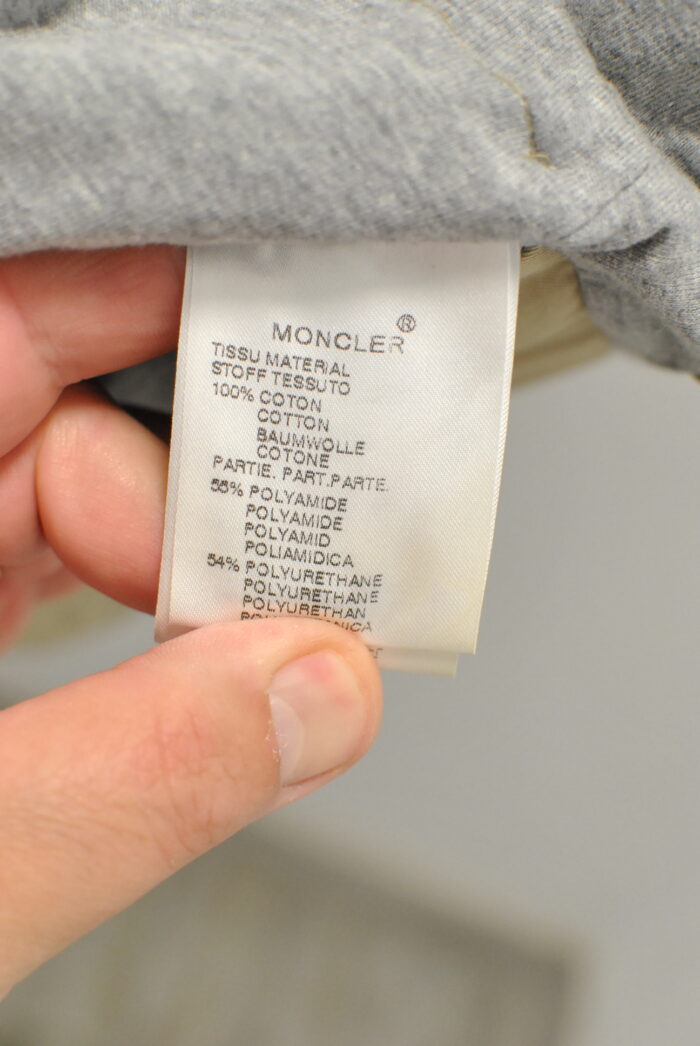 MONCLER®
TISSU MATERIAL
STOFF TESSUTO
100% COTON
COTTON
BAUMWOLLE
COTONE
PARTIE. PART.PARTE.
55% POLYAMIDE
POLYAMIDE
POLYAMID
POLIAMIDICA
54% POLYURETHANE
POLYURETHANE
POLYURETHAN